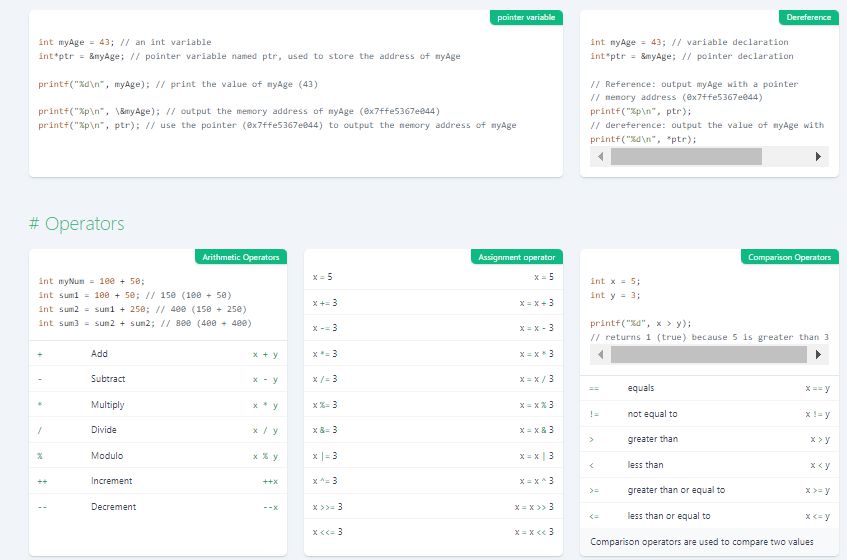 pointer variable
int myAge = 43; // an int variable
int*ptr = &myAge; // pointer variable named ptr, used to store the address of myAge
printf("%d\n", myAge); // print the value of myAge (43)
printf("%p\n", \&myAge); // output the memory address of myAge (0x7ffe5367e044)
printf("%p\n", ptr); // use the pointer (0x7ffe5367e044) to output the memory address of myAge
Dereference
int myAge = 43; // variable declaration
int*ptr = &myAge; // pointer declaration
// Reference: output myAge with a pointer
// memory address (0x7ffe5367e044)
printf("%p\n", ptr);
// dereference: output the value of myAge with
printf("%d\n", *ptr);
# Operators
Arithmetic Operators
int myNum = 100 + 50;
int sum1 = 100 + 50; // 150 (100 + 50)
int sum2 = sum1 + 250; // 400 (150 + 250)
int sum3 = sum2 + sum2; // 800 (400 + 400)
+ Add x + y
- Subtract x - y
* Multiply x * y
/ Divide x / y
% Modulo x % y
++ Increment ++x
-- Decrement --x
Assignment operator
x = 5 x = 5
x += 3 x = x + 3
x -= 3 x = x - 3
x *= 3 x = x * 3
x /= 3 x = x / 3
x %= 3 x = x % 3
x &= 3 x = x & 3
x |= 3 x = x | 3
x ^= 3 x = x ^ 3
x >>= 3 x = x >> 3
x <<= 3 x = x << 3
Comparison Operators
int x = 5;
int y = 3;
printf("%d", x > y);
// returns 1 (true) because 5 is greater than 3
== equals x == y
!= not equal to x != y
> greater than x > y
< less than x < y
>= greater than or equal to x >= y
<= less than or equal to x <= y
Comparison operators are used to compare two values